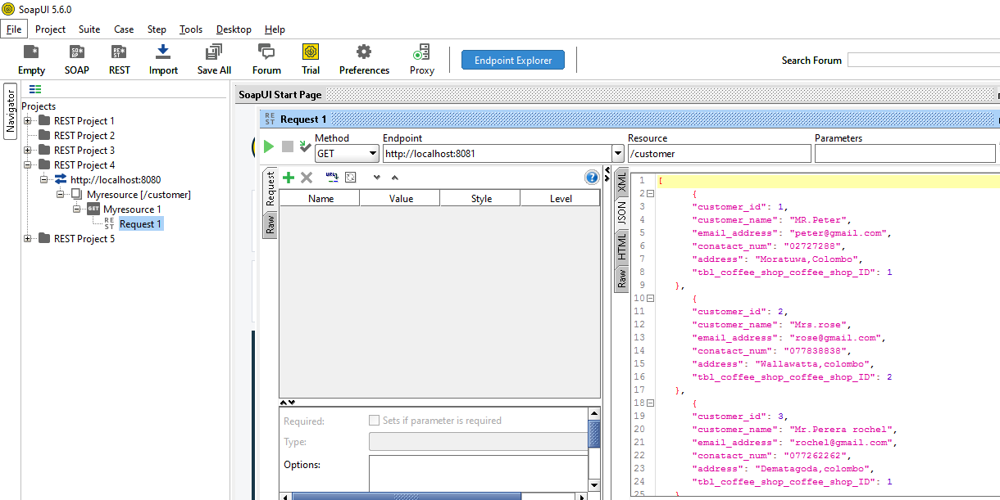 SoapUI 5.6.0
File Project Suite Case Step Tools Desktop Help
Empty SOAP REST Import Save All Forum Trial Preferences Proxy Endpoint Explorer Search Forum
Navigator
Projects
REST Project 1
REST Project 2
REST Project 3
REST Project 4
http://localhost:8080
Myresource [/customer]
GET Myresource 1
REST Request 1
REST Project 5
SoapUI Start Page
REST Request 1
Method Endpoint Resource Parameters
GET http://localhost:8081 /customer
Request
Raw
Name Value Style Level
Required: Sets if parameter is required
Type:
Options:
XML
JSON
HTML
Raw
1 [
2 {
3 "customer_id": 1,
4 "customer_name": "MR.Peter",
5 "email_address": "peter@gmail.com",
6 "conatact_num": "02727288",
7 "address": "Moratuwa,Colombo",
8 "tbl_coffee_shop_coffee_shop_ID": 1
9 },
10 {
11 "customer_id": 2,
12 "customer_name": "Mrs.rose",
13 "email_address": "rose@gmail.com",
14 "conatact_num": "077838838",
15 "address": "Wallawatta,colombo",
16 "tbl_coffee_shop_coffee_shop_ID": 2
17 },
18 {
19 "customer_id": 3,
20 "customer_name": "Mr.Perera rochel",
21 "email_address": "rochel@gmail.com",
22 "conatact_num": "077262262",
23 "address": "Dematagoda,colombo",
24 "tbl_coffee_shop_coffee_shop_ID": 1
25 }